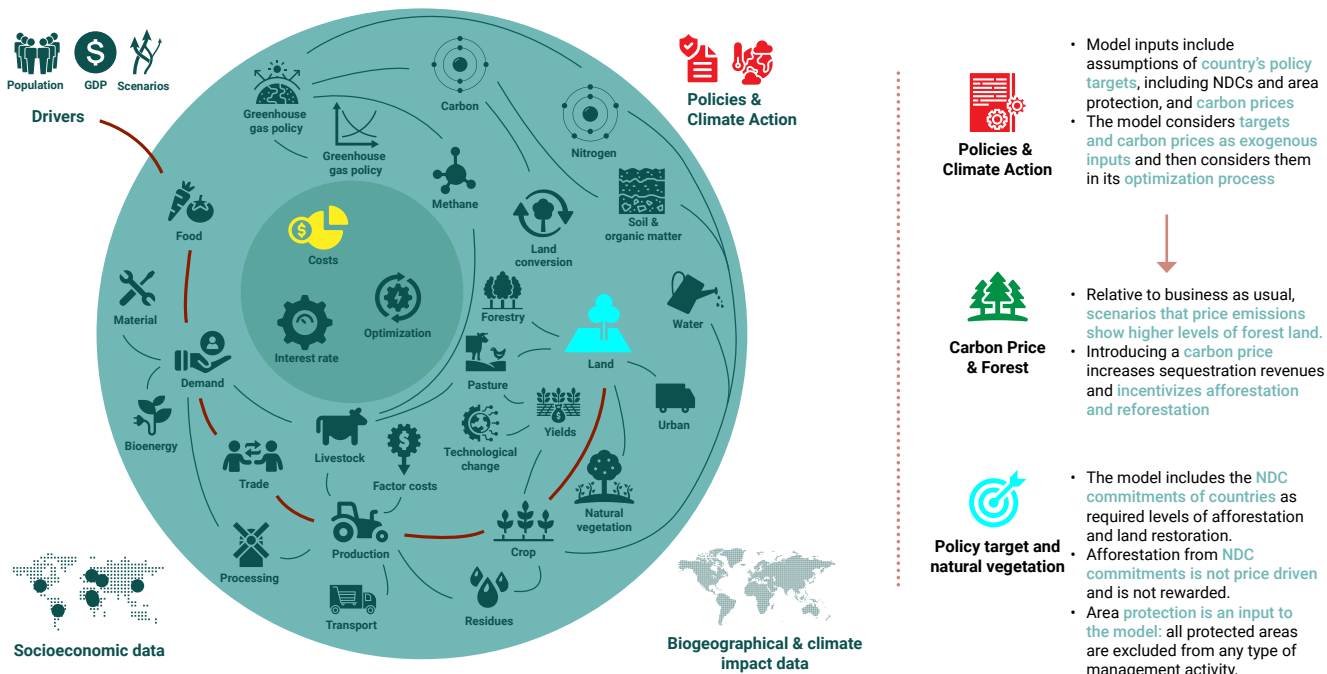 Population
GDP
Scenarios
Drivers
Greenhouse
gas policy
Greenhouse
gas policy
Carbon
Nitrogen
Methane
Policies &
Climate Action
Food
Costs
Land
conversion
Soil &
organic matter
Material
Interest rate
Optimization
Forestry
Water
Demand
Pasture
Land
Bioenergy
Livestock
Technological
change
Yields
Urban
Trade
Factor costs
Natural
vegetation
Processing
Production
Crop
Transport
Residues
Socioeconomic data
Biogeographical & climate
impact data
Policies &
Climate Action
• Model inputs include
assumptions of country's policy
targets, including NDCs and area
protection, and carbon prices
• The model considers targets
and carbon prices as exogenous
inputs and then considers them
in its optimization process
Carbon Price
& Forest
• Relative to business as usual,
scenarios that price emissions
show higher levels of forest land.
• Introducing a carbon price
increases sequestration revenues
and incentivizes afforestation
and reforestation
Policy target and
natural vegetation
• The model includes the NDC
commitments of countries as
required levels of afforestation
and land restoration.
• Afforestation from NDC
commitments is not price driven
and is not rewarded.
• Area protection is an input to
the model: all protected areas
are excluded from any type of
management activity.